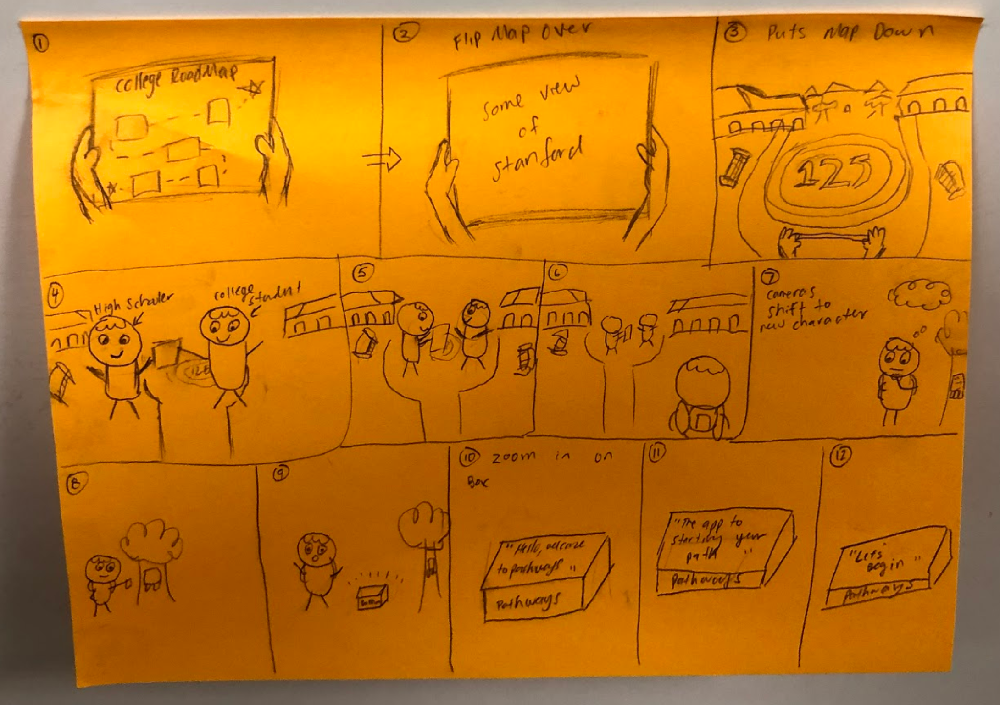 ①
College RoadMap
② Flip Map over
Some view
of
Stanford
③ Puts Map Down
125
④
High Schooler
college
student
125
⑤
⑥
⑦
cameras
shift to
new character
⑧
⑨
⑩ zoom in on
Box
"Hello, welcome
to pathways"
Pathways
⑪
"The app to
starting your
path"
Pathways
⑫
"Lets
Begin"
Pathways